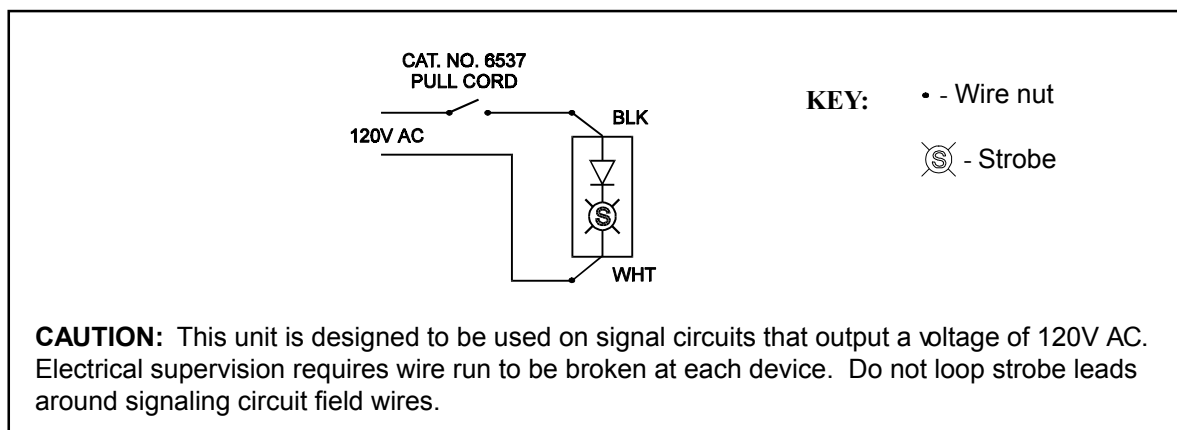 CAT. NO. 6537
PULL CORD
120V AC
BLK
S
WHT
KEY:
• - Wire nut
S - Strobe
CAUTION: This unit is designed to be used on signal circuits that output a voltage of 120V AC.
Electrical supervision requires wire run to be broken at each device. Do not loop strobe leads
around signaling circuit field wires.